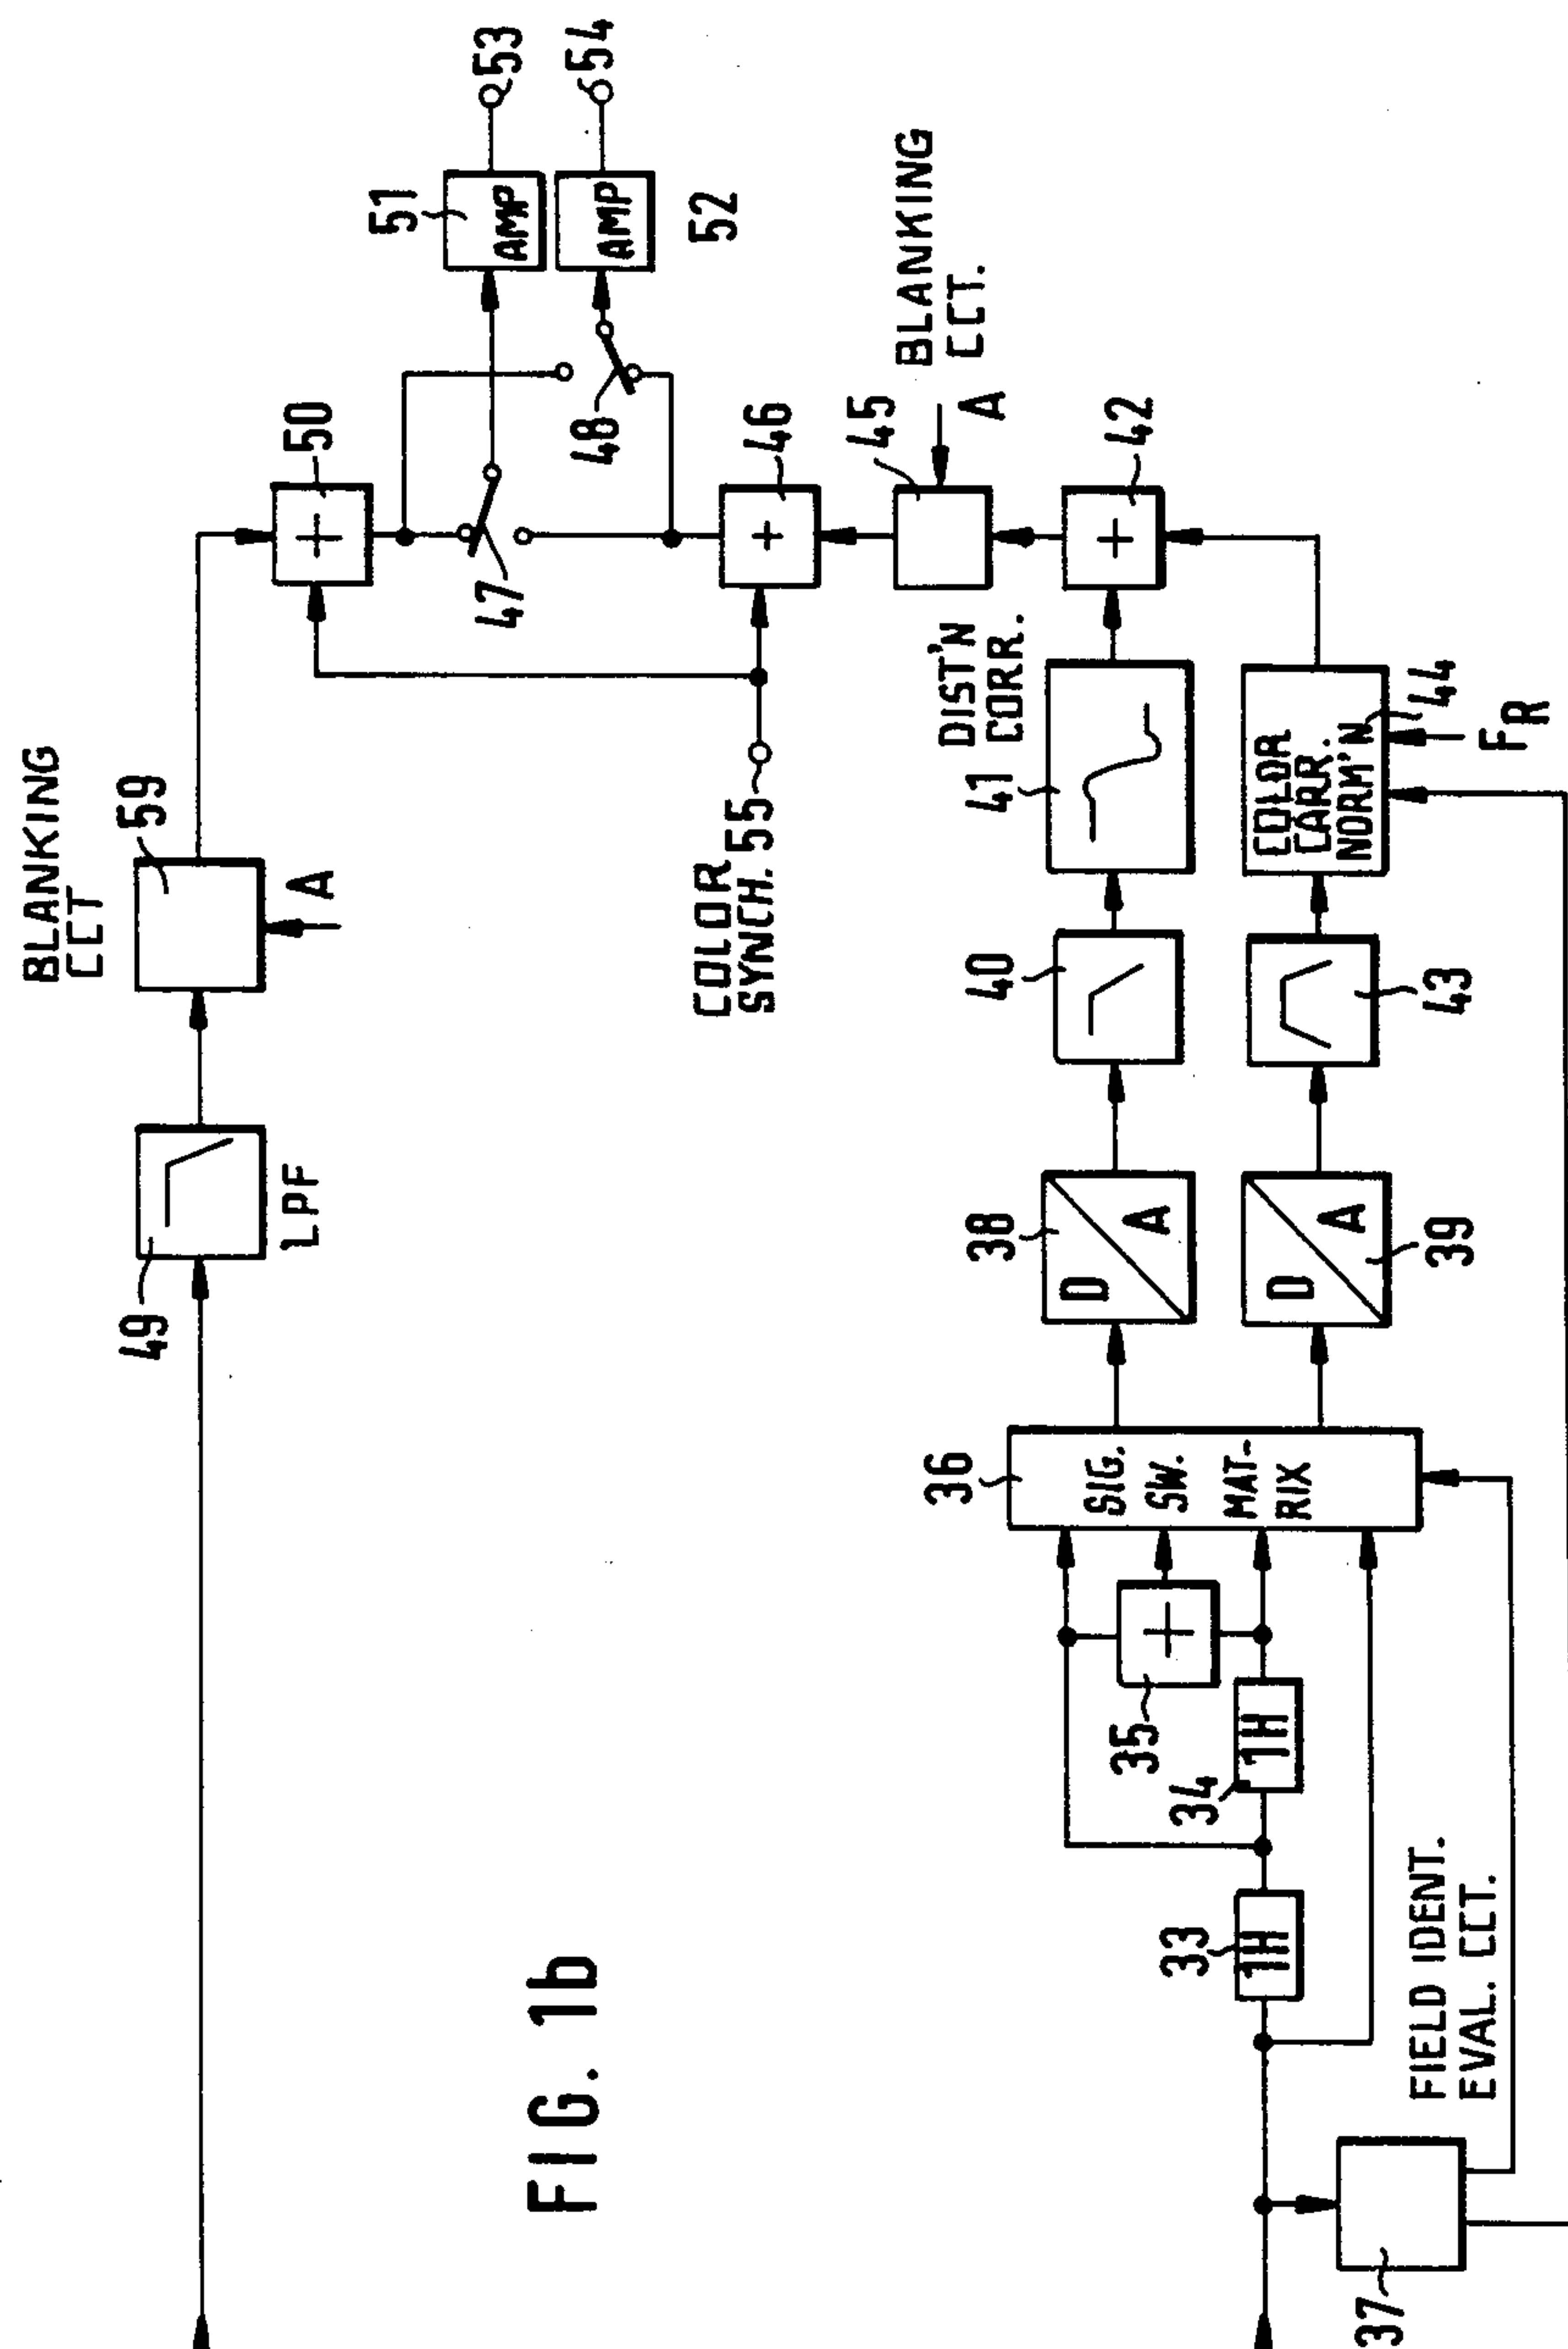 BLANKING
CCT
49
59
A
LPF
50
51
AMP
53
47
48
AMP
54
52
COLOR
SYNCH. 55
46
BLANKING
CCT.
45
A
36
SIG.
SW.
MAT-
RIX
38
D
A
40
41
DIST'N
CORR.
42
33
1H
34
1H
35
+
39
D
A
43
COLOR
CARR.
NORM'N
44
FR
37
FIELD IDENT.
EVAL. CCT.
+
+
+
FIG. 1b